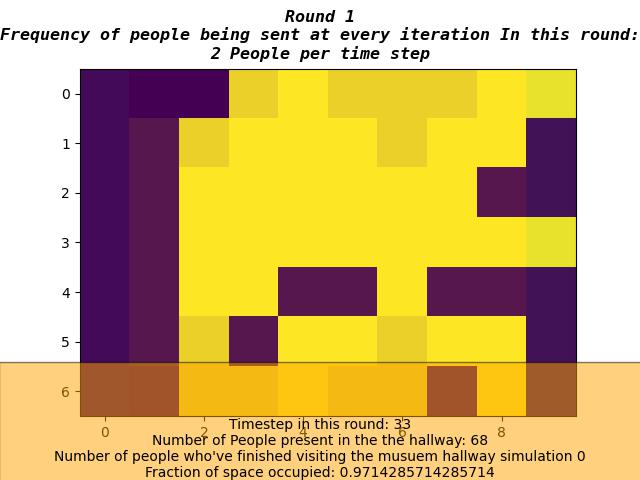 Round 1
Frequency of people being sent at every iteration In this round:
2 People per time step
0
1
2
3
4
5
6
0 2 4 6 8
Timestep in this round: 33
Number of People present in the the hallway: 68
Number of people who've finished visiting the musuem hallway simulation 0
Fraction of space occupied: 0.9714285714285714